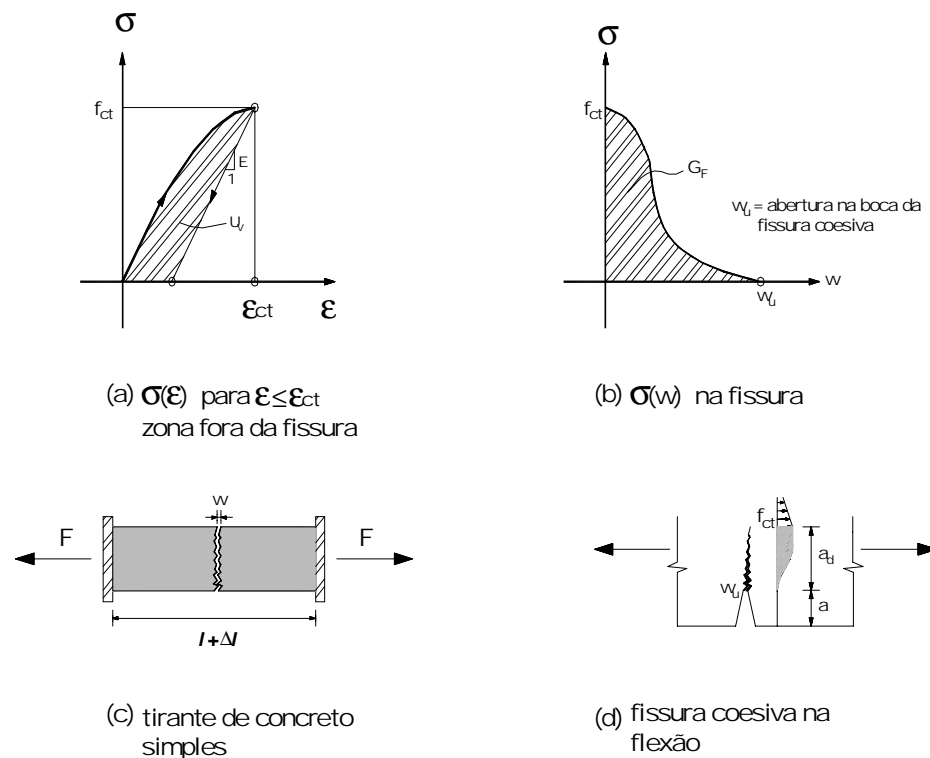 σ
f_ct
E
1
u_v
ε_ct
ε
(a) σ(ε) para ε≤ε_ct
zona fora da fissura
σ
f_ct
G_F
w_u = abertura na boca da
fissura coesiva
w_u
w
(b) σ(w) na fissura
w
F
F
l+Δl
(c) tirante de concreto
simples
f_ct
w_u
a_d
a
(d) fissura coesiva na
flexão